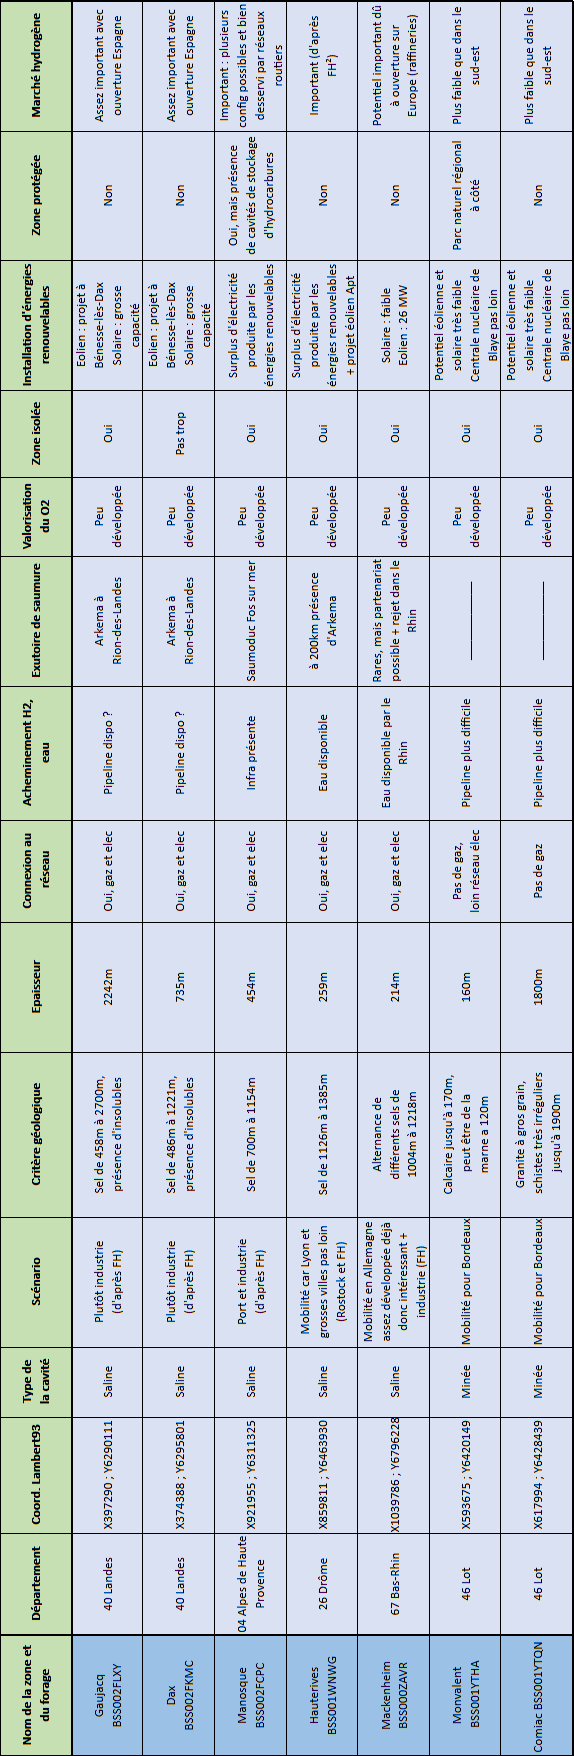 Nom de la zone et
du forage
Département
Coord. Lambert93
Type de
la cavité
Scénario
Critère géologique
Epaisseur
Connexion au
réseau
Acheminement H2,
eau
Exutoire de saumure
Valorisation
du O2
Zone isolée
Installation d'énergies
renouvelables
Zone protégée
Marché hydrogène
Gaujacq
BSS002FLXY
40 Landes
X397290 ; Y6290111
Saline
Plutôt industrie
(d'après FH)
Sel de 458m à 2700m,
présence d'insolubles
2242m
Oui, gaz et elec
Pipeline dispo ?
Arkema à
Rion-des-Landes
Peu
développée
Oui
Eolien : projet à
Bénesse-lès-Dax
Solaire : grosse
capacité
Non
Assez important avec
ouverture Espagne
Dax
BSS002FKMC
40 Landes
X374388 ; Y6295801
Saline
Plutôt industrie
(d'après FH)
Sel de 486m à 1221m,
présence d'insolubles
735m
Oui, gaz et elec
Pipeline dispo ?
Arkema à
Rion-des-Landes
Peu
développée
Pas trop
Eolien : projet à
Bénesse-lès-Dax
Solaire : grosse
capacité
Non
Assez important avec
ouverture Espagne
Manosque
BSS002FCPC
04 Alpes de Haute
Provence
X921955 ; Y6311325
Saline
Port et industrie
(d'après FH)
Sel de 700m à 1154m
454m
Oui, gaz et elec
Infra présente
Saumoduc Fos sur mer
Peu
développée
Oui
Surplus d'électricité
produite par les
énergies renouvelables
Oui, mais présence
de cavités de stockage
d'hydrocarbures
Important : plusieurs
config possibles et bien
desservi par réseaux
routiers
Hauterives
BSS001WNWG
26 Drôme
X859811 ; Y6463930
Saline
Mobilité car Lyon et
grosses villes pas loin
(Rostock et FH)
Sel de 1126m à 1385m
259m
Oui, gaz et elec
Eau disponible
à 200km présence
d'Arkema
Peu
développée
Oui
Surplus d'électricité
produite par les
énergies renouvelables
+ projet éolien Apt
Non
Important (d'après
FH²)
Mackenheim
BSS000ZAVR
67 Bas-Rhin
X1039786 ; Y6796228
Saline
Mobilité en Allemagne
assez développée déjà
donc intéressant +
industrie (FH)
Alternance de
différents sels de
1004m à 1218m
214m
Oui, gaz et elec
Eau disponible par le
Rhin
Rares, mais partenariat
possible + rejet dans le
Rhin
Peu
développée
Oui
Solaire : faible
Eolien : 26 MW
Non
Potentiel important dû
à ouverture sur
Europe (raffineries)
Monvalent
BSS001YTHA
46 Lot
X593675 ; Y6420149
Minée
Mobilité pour Bordeaux
Calcaire jusqu'à 170m,
peut être de la
marne a 120m
160m
Pas de gaz,
loin réseau élec
Pipeline plus difficile
Peu
développée
Oui
Potentiel éolienne et
solaire très faible
Centrale nucléaire de
Blaye pas loin
Parc naturel régional
à côté
Plus faible que dans le
sud-est
Comiac BSS001YTQN
46 Lot
X617994 ; Y6428439
Minée
Mobilité pour Bordeaux
Granite à gros grain,
schistes très irréguliers
jusqu'à 1900m
1800m
Pas de gaz
Pipeline plus difficile
Peu
développée
Oui
Potentiel éolienne et
solaire très faible
Centrale nucléaire de
Blaye pas loin
Non
Plus faible que dans le
sud-est